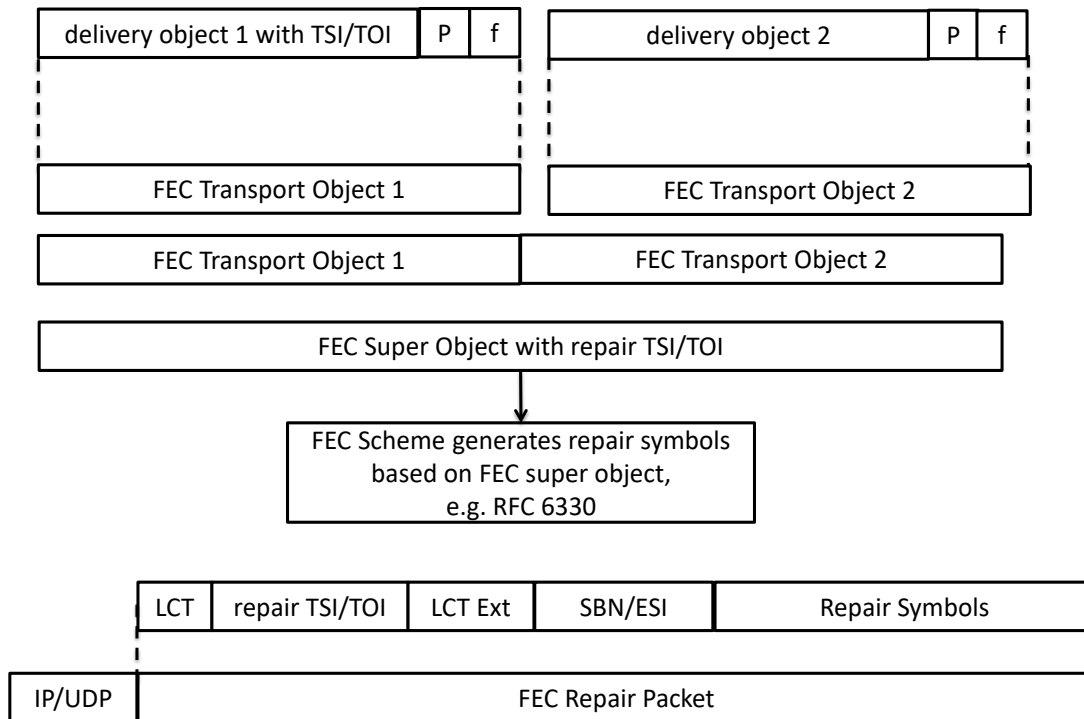 delivery object 1 with TSI/TOI P f delivery object 2 P f
FEC Transport Object 1 FEC Transport Object 2
FEC Transport Object 1 FEC Transport Object 2
FEC Super Object with repair TSI/TOI
FEC Scheme generates repair symbols
based on FEC super object,
e.g. RFC 6330
LCT repair TSI/TOI LCT Ext SBN/ESI Repair Symbols
IP/UDP FEC Repair Packet